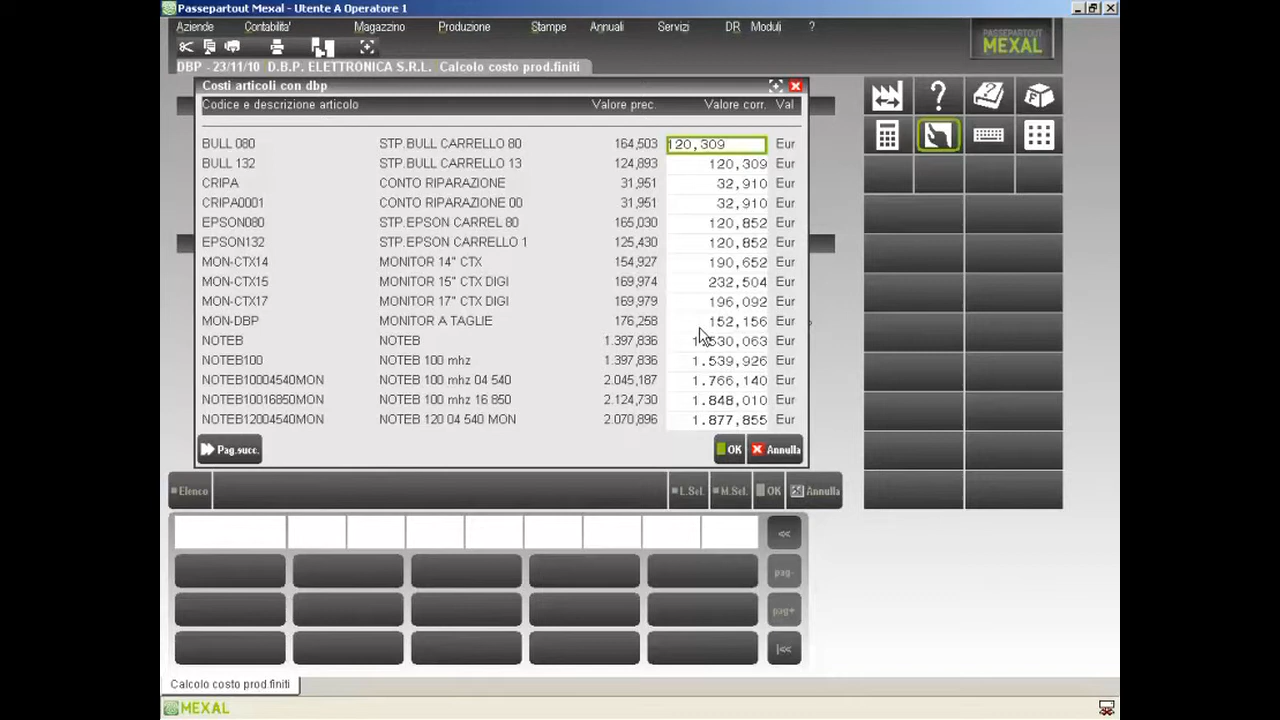 Passepartout Mexal - Utente A Operatore 1
Aziende Contabilita' Magazzino Produzione Stampe Annuali Servizi DR Moduli ?
PASSEPARTOUT
MEXAL
DBP - 23/11/10 D.B.P. ELETTRONICA S.R.L. Calcolo costo prod.finiti
Costi articoli con dbp
Codice e descrizione articolo Valore prec. Valore corr. Val
BULL 080 STP.BULL CARRELLO 80 164,503 120,309 Eur
BULL 132 STP.BULL CARRELLO 13 124,893 120,309 Eur
CRIPA CONTO RIPARAZIONE 31,951 32,910 Eur
CRIPA0001 CONTO RIPARAZIONE 00 31,951 32,910 Eur
EPSON080 STP.EPSON CARREL 80 165,030 120,852 Eur
EPSON132 STP.EPSON CARRELLO 1 125,430 120,852 Eur
MON-CTX14 MONITOR 14" CTX 154,927 190,652 Eur
MON-CTX15 MONITOR 15" CTX DIGI 169,974 232,504 Eur
MON-CTX17 MONITOR 17" CTX DIGI 169,979 196,092 Eur
MON-DBP MONITOR A TAGLIE 176,258 152,156 Eur
NOTEB NOTEB 1.397,836 1.530,063 Eur
NOTEB100 NOTEB 100 mhz 1.397,836 1.539,926 Eur
NOTEB10004540MON NOTEB 100 mhz 04 540 2.045,187 1.766,140 Eur
NOTEB10016850MON NOTEB 100 mhz 16 850 2.124,730 1.848,010 Eur
NOTEB12004540MON NOTEB 120 04 540 MON 2.070,896 1.877,855 Eur
Pag.succ. OK Annulla
Elenco L.Sel. M.Sel. OK Annulla
<<
pag-
pag+
|<<
Calcolo costo prod.finiti
MEXAL